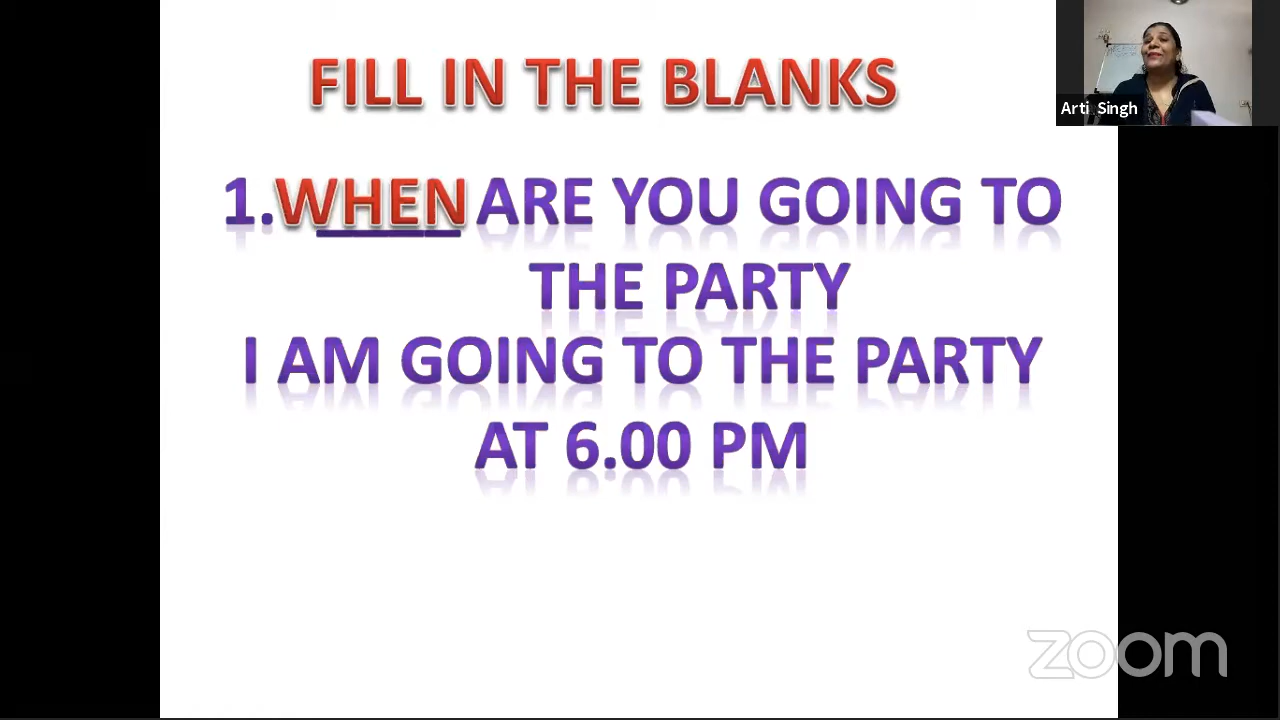 FILL IN THE BLANKS
Arti Singh
1.WHEN ARE YOU GOING TO
THE PARTY
I AM GOING TO THE PARTY
AT 6.00 PM
zoom